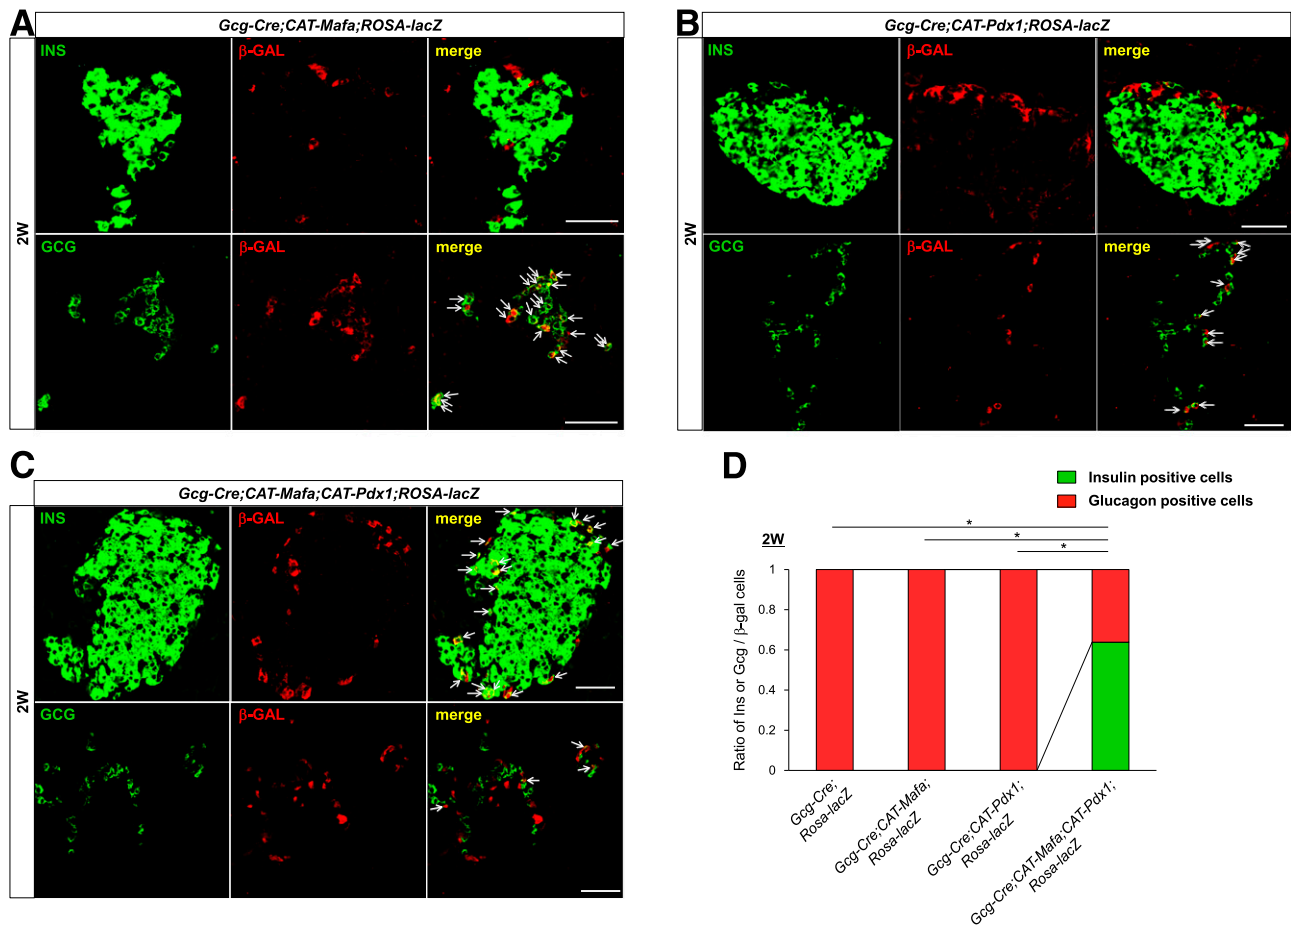 A
Gcg-Cre;CAT-Mafa;ROSA-lacZ
INS
β-GAL
merge
GCG
β-GAL
merge
2W
B
Gcg-Cre;CAT-Pdx1;ROSA-lacZ
INS
β-GAL
merge
GCG
β-GAL
merge
2W
C
Gcg-Cre;CAT-Mafa;CAT-Pdx1;ROSA-lacZ
INS
β-GAL
merge
GCG
β-GAL
merge
2W
D
Insulin positive cells
Glucagon positive cells
2W
*
*
*
Ratio of Ins or Gcg / β-gal cells
1
0.8
0.6
0.4
0.2
0
Gcg-Cre;
Rosa-lacZ
Gcg-Cre;CAT-Mafa;
Rosa-lacZ
Gcg-Cre;CAT-Pdx1;
Rosa-lacZ
Gcg-Cre;CAT-Mafa;CAT-Pdx1;
Rosa-lacZ